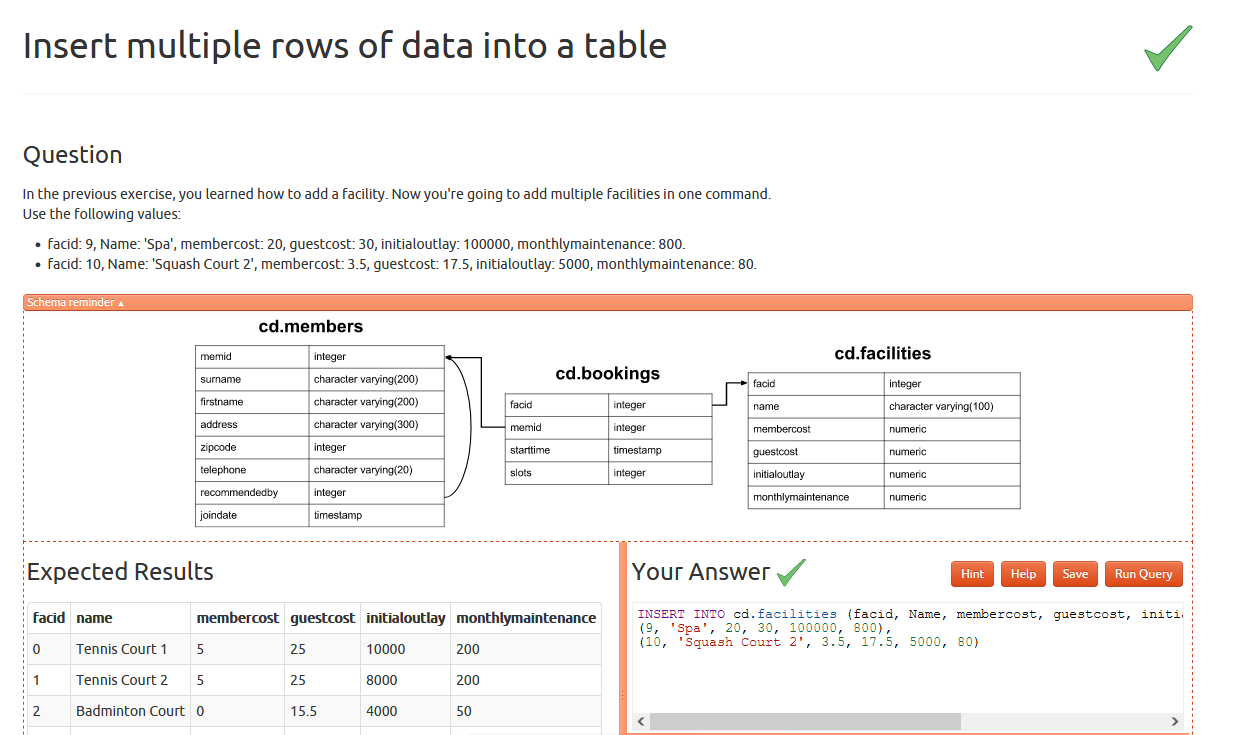 Insert multiple rows of data into a table
Question
In the previous exercise, you learned how to add a facility. Now you're going to add multiple facilities in one command.
Use the following values:
• facid: 9, Name: 'Spa', membercost: 20, guestcost: 30, initialoutlay: 100000, monthlymaintenance: 800.
• facid: 10, Name: 'Squash Court 2', membercost: 3.5, guestcost: 17.5, initialoutlay: 5000, monthlymaintenance: 80.
Schema reminder ▲
cd.members
memid integer
surname character varying(200)
firstname character varying(200)
address character varying(300)
zipcode integer
telephone character varying(20)
recommendedby integer
joindate timestamp
cd.bookings
facid integer
memid integer
starttime timestamp
slots integer
cd.facilities
facid integer
name character varying(100)
membercost numeric
guestcost numeric
initialoutlay numeric
monthlymaintenance numeric
Expected Results
facid name membercost guestcost initialoutlay monthlymaintenance
0 Tennis Court 1 5 25 10000 200
1 Tennis Court 2 5 25 8000 200
2 Badminton Court 0 15.5 4000 50
Your Answer
Hint Help Save Run Query
INSERT INTO cd.facilities (facid, Name, membercost, guestcost, initi
(9, 'Spa', 20, 30, 100000, 800),
(10, 'Squash Court 2', 3.5, 17.5, 5000, 80)